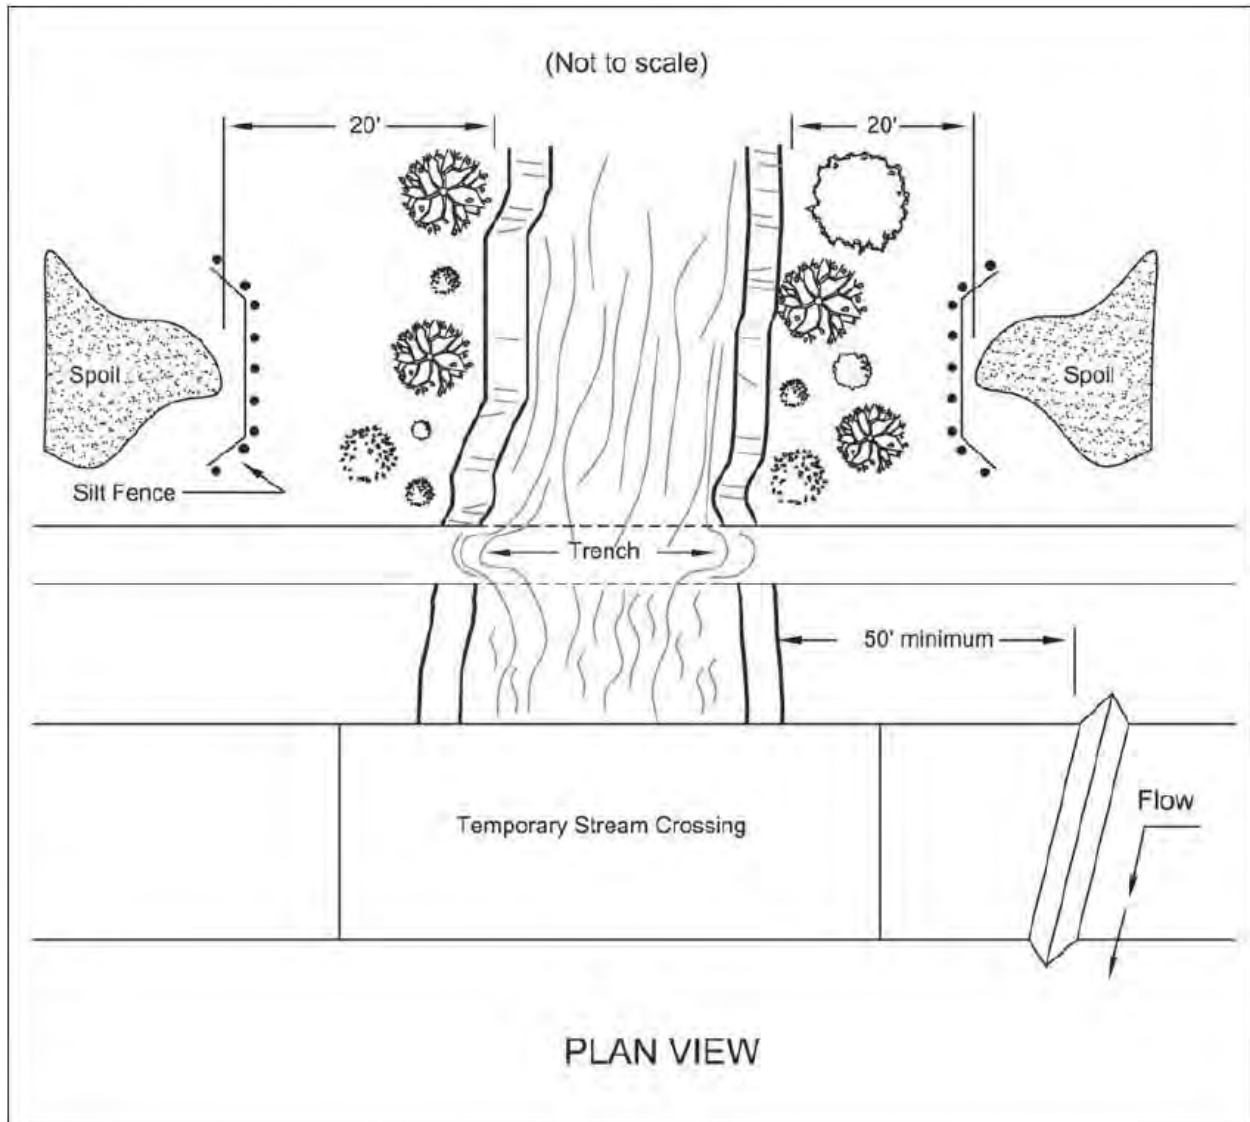 (Not to scale)
20'
20'
Spoil
Spoil
Silt Fence
Trench
50' minimum
Flow
Temporary Stream Crossing
PLAN VIEW